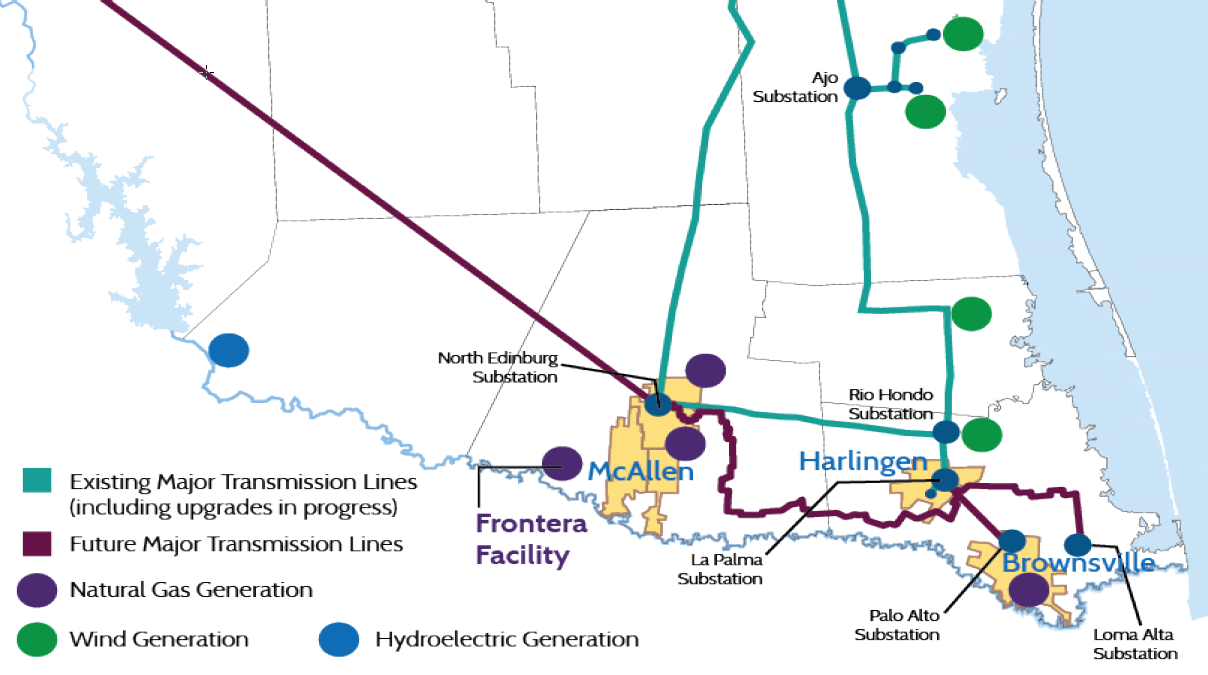 Ajo
Substation
North Edinburg
Substation
Rio Hondo
Substation
McAllen
Harlingen
Existing Major Transmission Lines
(including upgrades in progress)
Frontera
Facility
Future Major Transmission Lines
La Palma
Substation
Brownsville
Natural Gas Generation
Palo Alto
Substation
Wind Generation
Hydroelectric Generation
Loma Alta
Substation